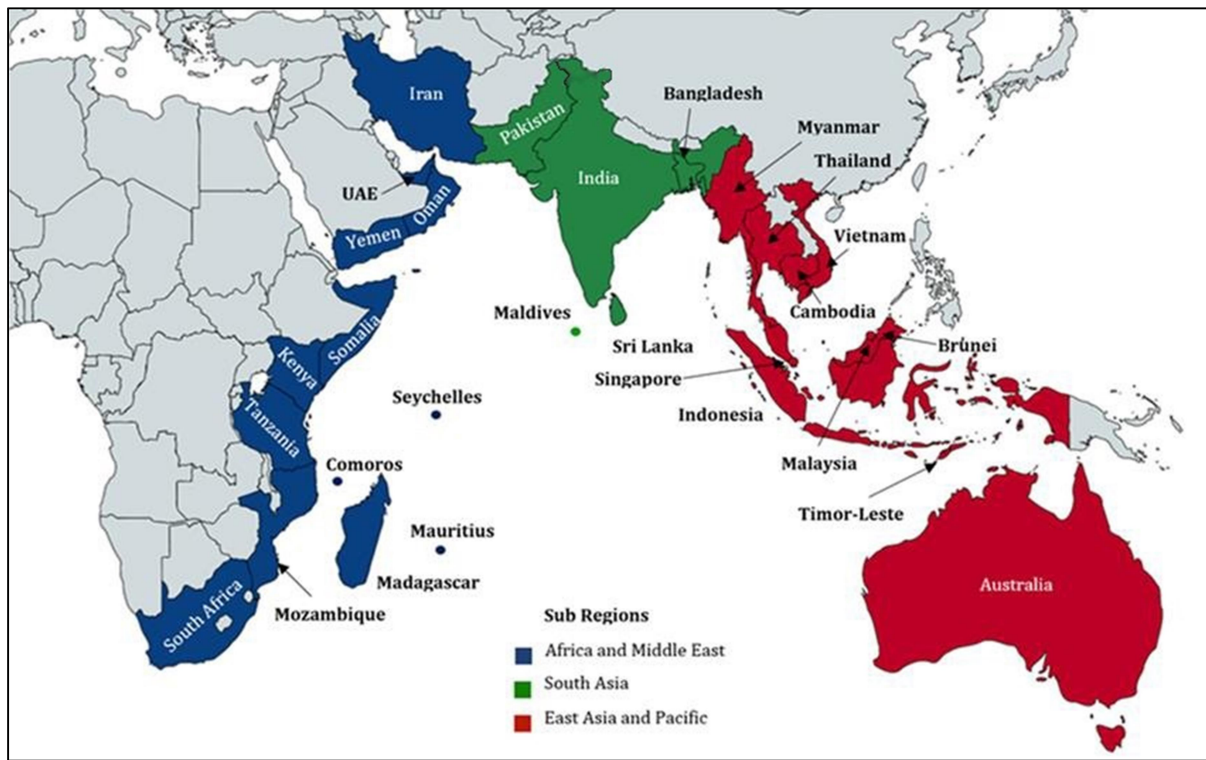 Iran
Pakistan
Bangladesh
Myanmar
Thailand
India
UAE
Oman
Yemen
Vietnam
Maldives
Cambodia
Somalia
Kenya
Sri Lanka
Brunei
Singapore
Seychelles
Indonesia
Tanzania
Comoros
Malaysia
Timor-Leste
Mauritius
Madagascar
Australia
Mozambique
South Africa
Sub Regions
Africa and Middle East
South Asia
East Asia and Pacific